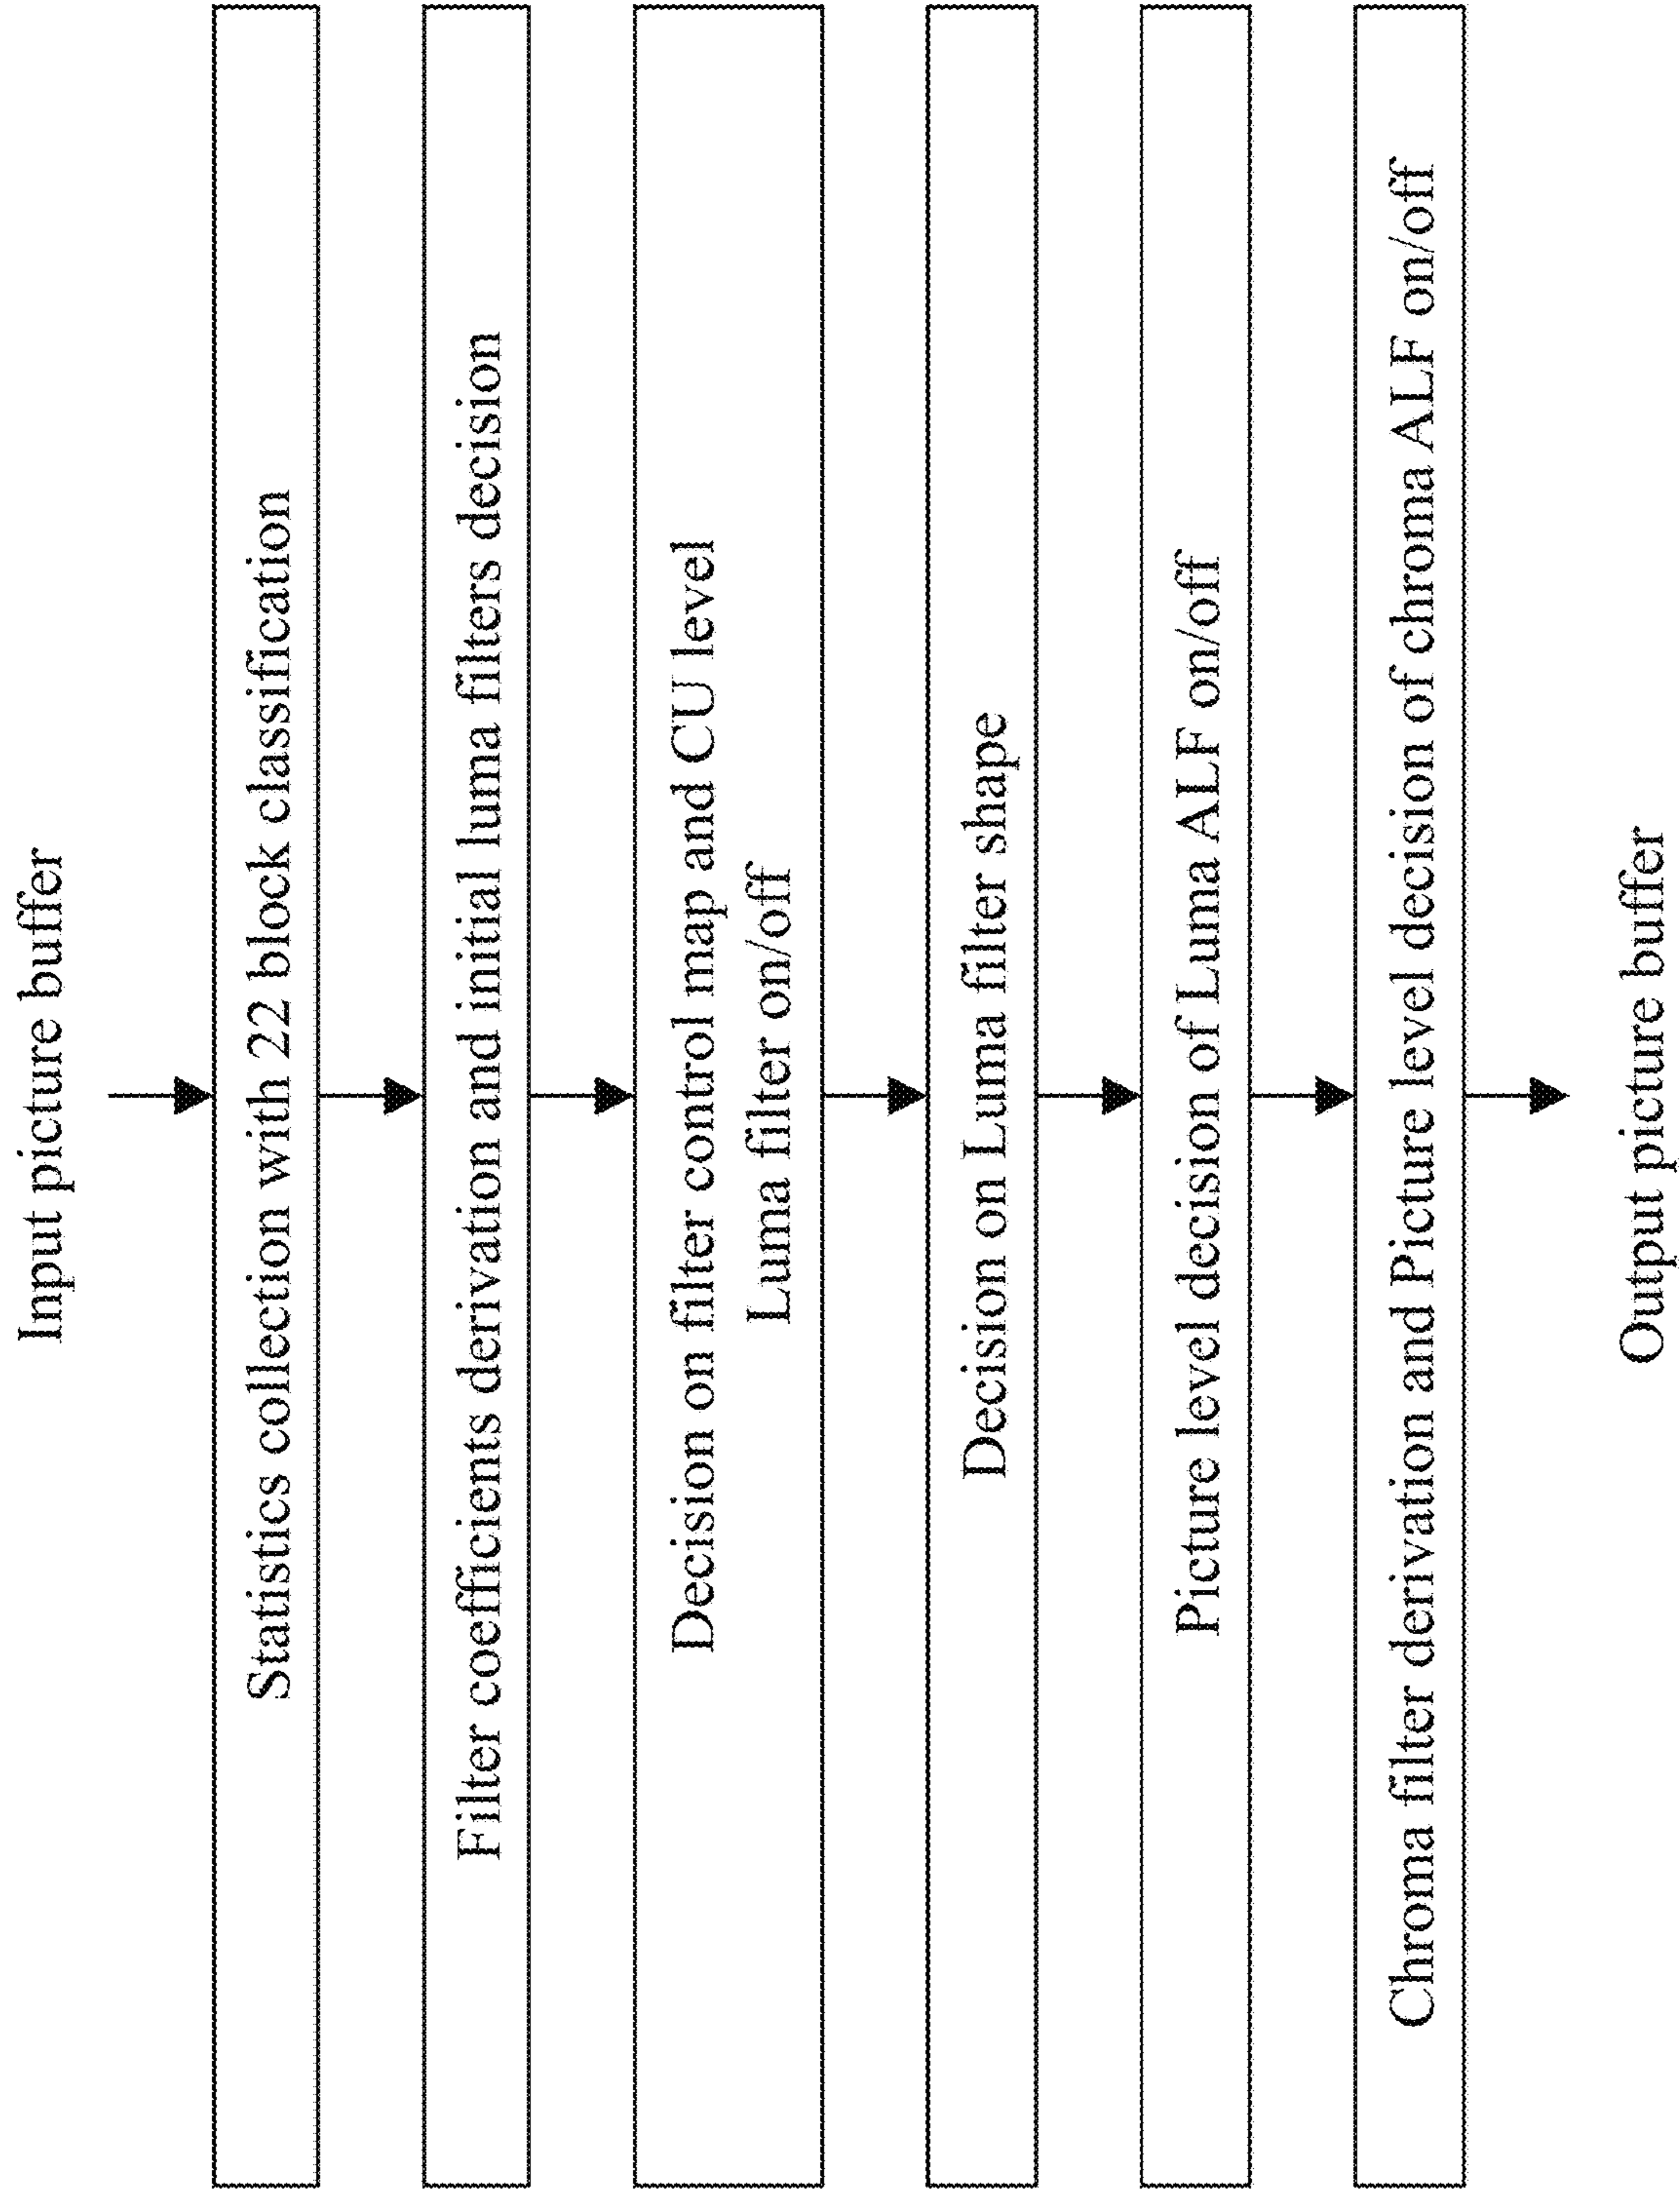 Input picture buffer
Statistics collection with 22 block classification
Filter coefficients derivation and initial luma filters decision
Decision on filter control map and CU level
Luma filter on/off
Decision on Luma filter shape
Picture level decision of Luma ALF on/off
Chroma filter derivation and Picture level decision of chroma ALF on/off
Output picture buffer